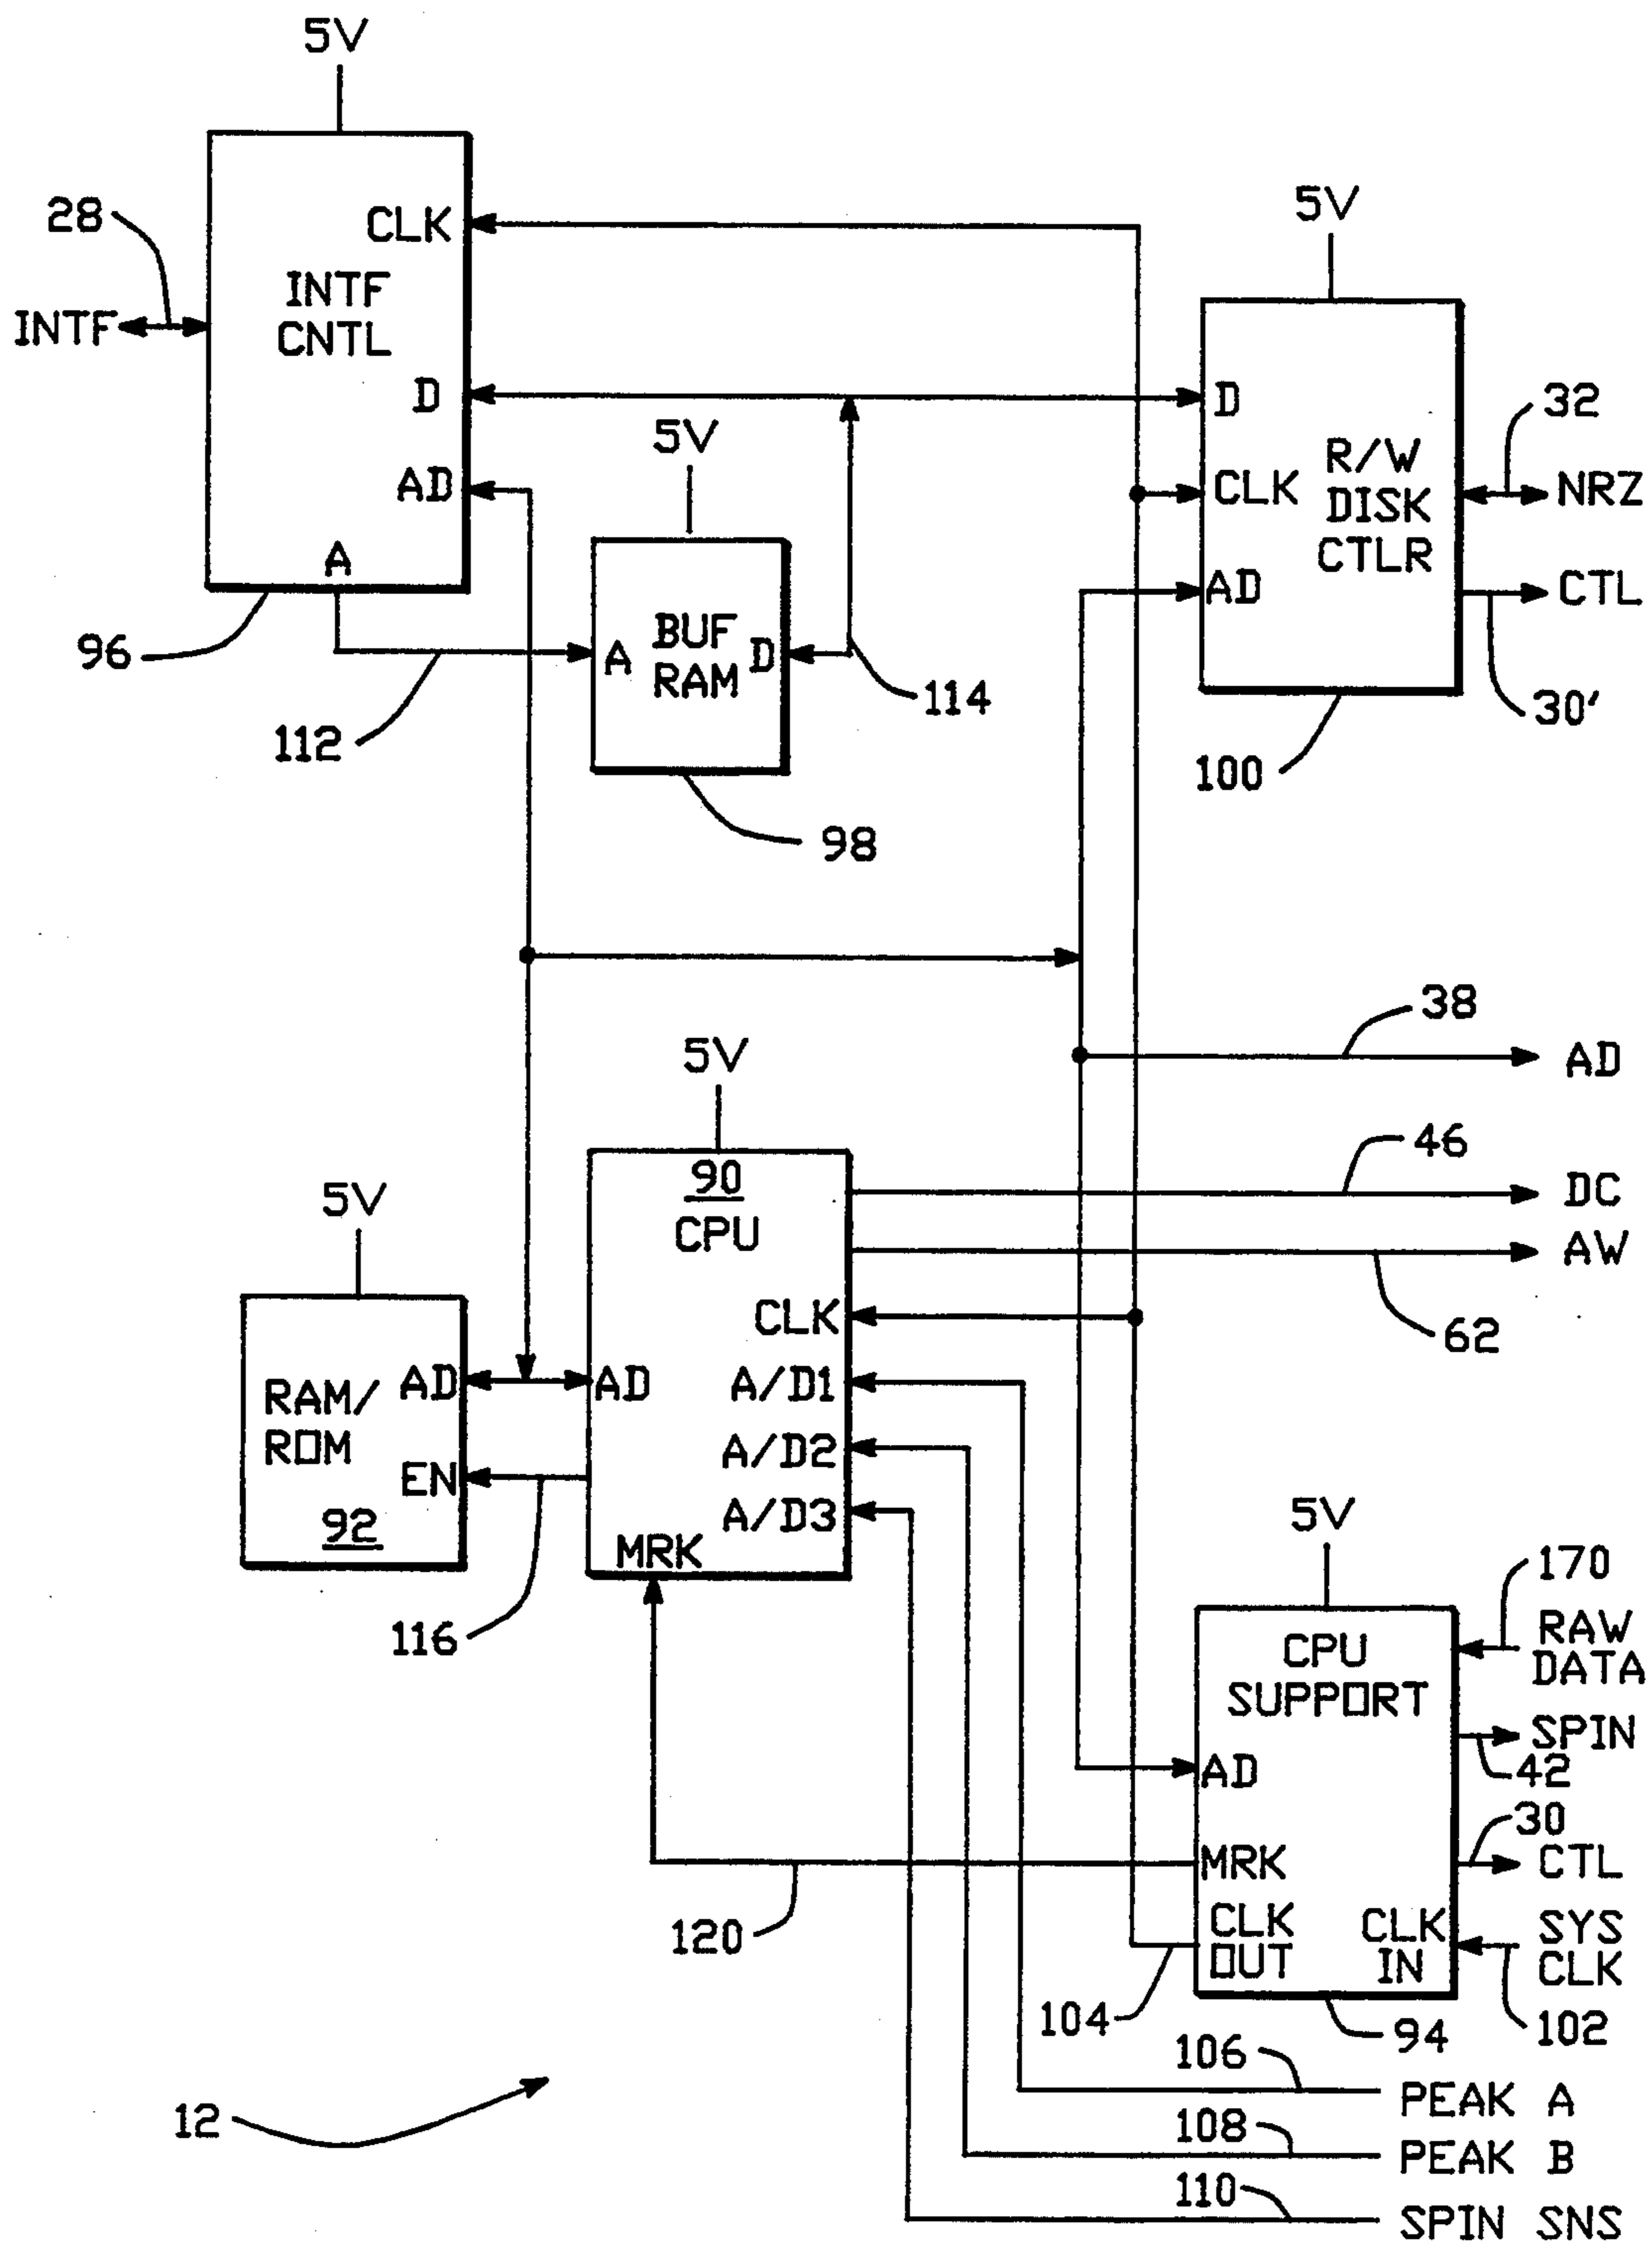 5V
28
CLK
INTF
CNTL
INTF
D
AD
A
96
112
5V
BUF
RAM
A
D
114
98
5V
D
R/W
DISK
CTLR
CLK
AD
32
NRZ
CTL
30'
100
38
AD
46
DC
AW
62
5V
90
CPU
CLK
AD
A/D1
A/D2
A/D3
MRK
5V
RAM/
ROM
AD
EN
92
116
120
5V
CPU
SUPPORT
AD
MRK
CLK
OUT
CLK
IN
170
RAW
DATA
SPIN
42
30
CTL
SYS
CLK
102
104
94
106
PEAK A
108
PEAK B
110
SPIN SNS
12